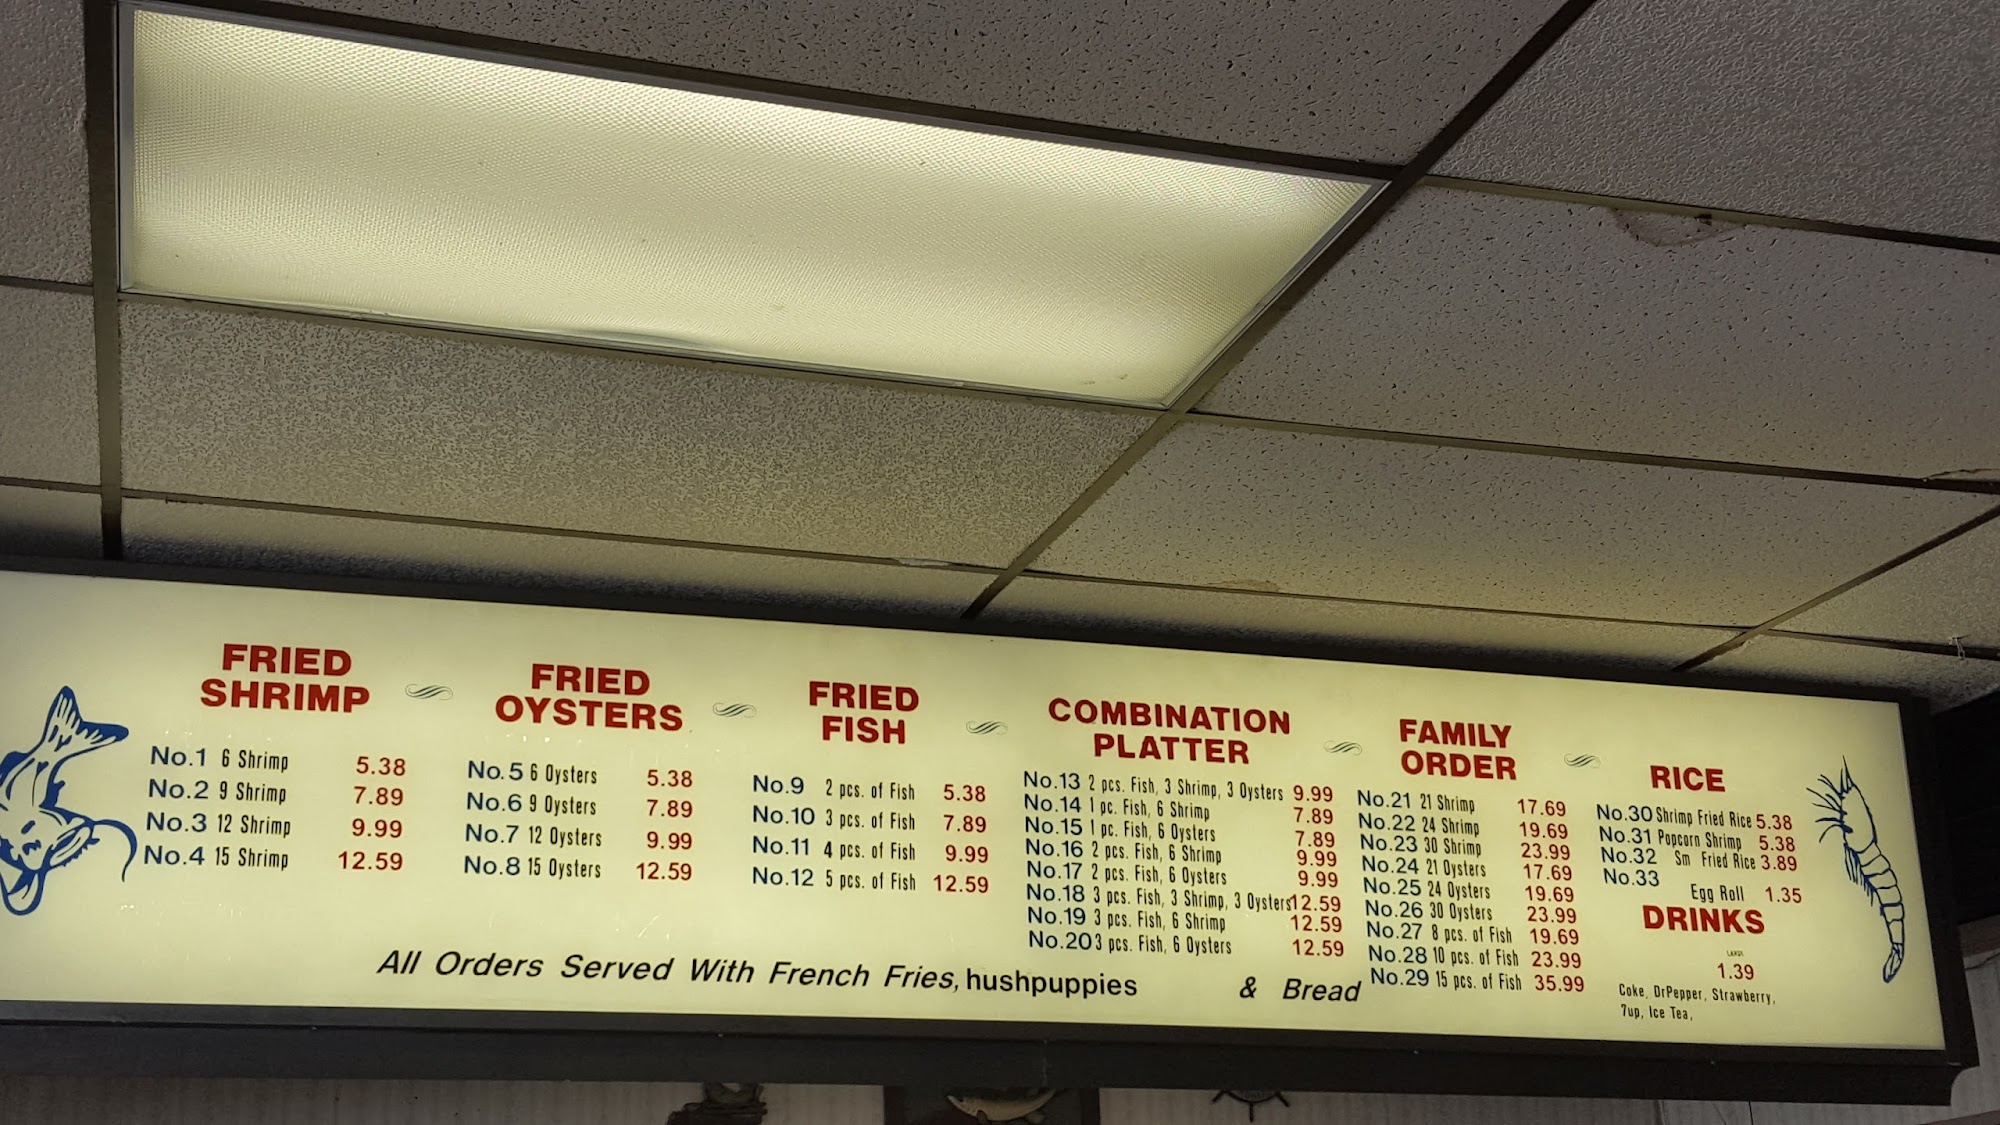 FRIED
SHRIMP
No.1 6 Shrimp 5.38
No.2 9 Shrimp 7.89
No.3 12 Shrimp 9.99
No.4 15 Shrimp 12.59
FRIED
OYSTERS
No.5 6 Oysters 5.38
No.6 9 Oysters 7.89
No.7 12 Oysters 9.99
No.8 15 Oysters 12.59
FRIED
FISH
No.9 2 pcs. of Fish 5.38
No.10 3 pcs. of Fish 7.89
No.11 4 pcs. of Fish 9.99
No.12 5 pcs. of Fish 12.59
COMBINATION
PLATTER
No.13 2 pcs. Fish, 3 Shrimp, 3 Oysters 9.99
No.14 1 pc. Fish, 6 Shrimp 7.89
No.15 1 pc. Fish, 6 Oysters 7.89
No.16 2 pcs. Fish, 6 Shrimp 9.99
No.17 2 pcs. Fish, 6 Oysters 9.99
No.18 3 pcs. Fish, 3 Shrimp, 3 Oysters 12.59
No.19 3 pcs. Fish, 6 Shrimp 12.59
No.20 3 pcs. Fish, 6 Oysters 12.59
FAMILY
ORDER
No.21 21 Shrimp 17.69
No.22 24 Shrimp 19.69
No.23 30 Shrimp 23.99
No.24 21 Oysters 17.69
No.25 24 Oysters 19.69
No.26 30 Oysters 23.99
No.27 8 pcs. of Fish 19.69
No.28 10 pcs. of Fish 23.99
No.29 15 pcs. of Fish 35.99
RICE
No.30 Shrimp Fried Rice 5.38
No.31 Popcorn Shrimp 5.38
No.32 Sm Fried Rice 3.89
No.33 Egg Roll 1.35
DRINKS
LARGE
1.39
Coke, DrPepper, Strawberry,
7up, Ice Tea,
All Orders Served With French Fries, hushpuppies & Bread